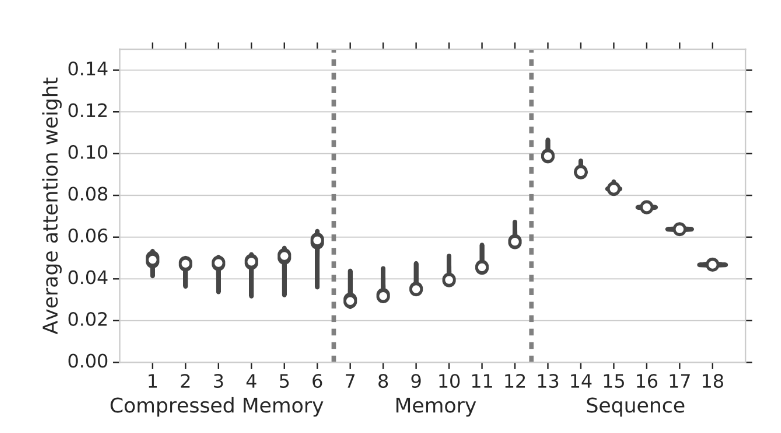 Average attention weight
0.14
0.12
0.10
0.08
0.06
0.04
0.02
0.00
1 2 3 4 5 6 7 8 9 10 11 12 13 14 15 16 17 18
Compressed Memory Memory Sequence